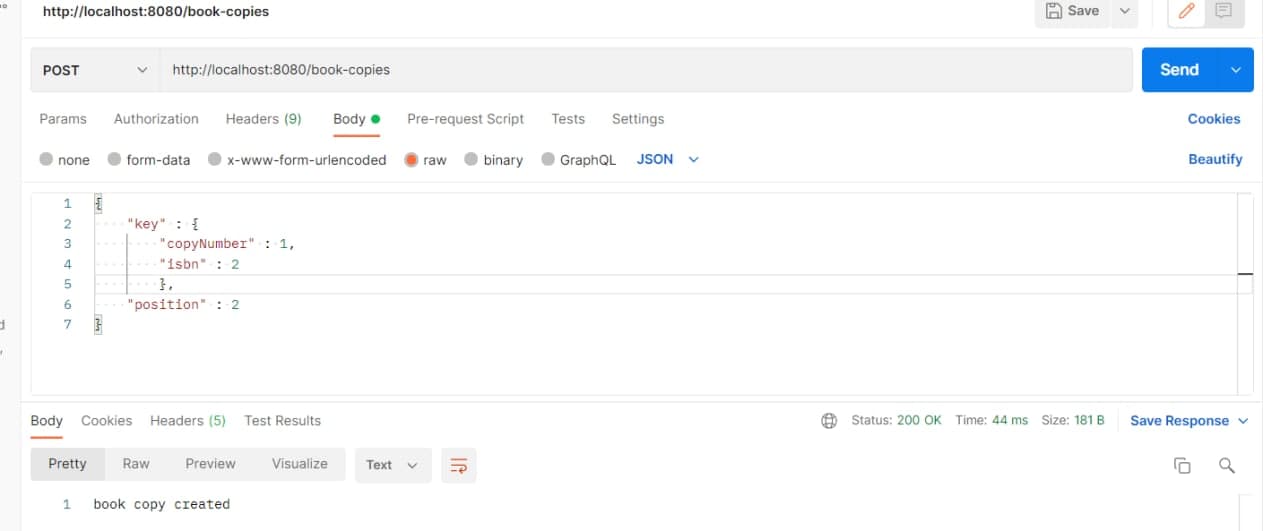 http://localhost:8080/book-copies
Save
POST
http://localhost:8080/book-copies
Send
Params Authorization Headers (9) Body Pre-request Script Tests Settings Cookies
none form-data x-www-form-urlencoded raw binary GraphQL JSON Beautify
1 {
2 "key" : {
3 "copyNumber" : 1,
4 "isbn" : 2
5 },
6 "position" : 2
7 }
Body Cookies Headers (5) Test Results Status: 200 OK Time: 44 ms Size: 181 B Save Response
Pretty Raw Preview Visualize Text
1 book copy created